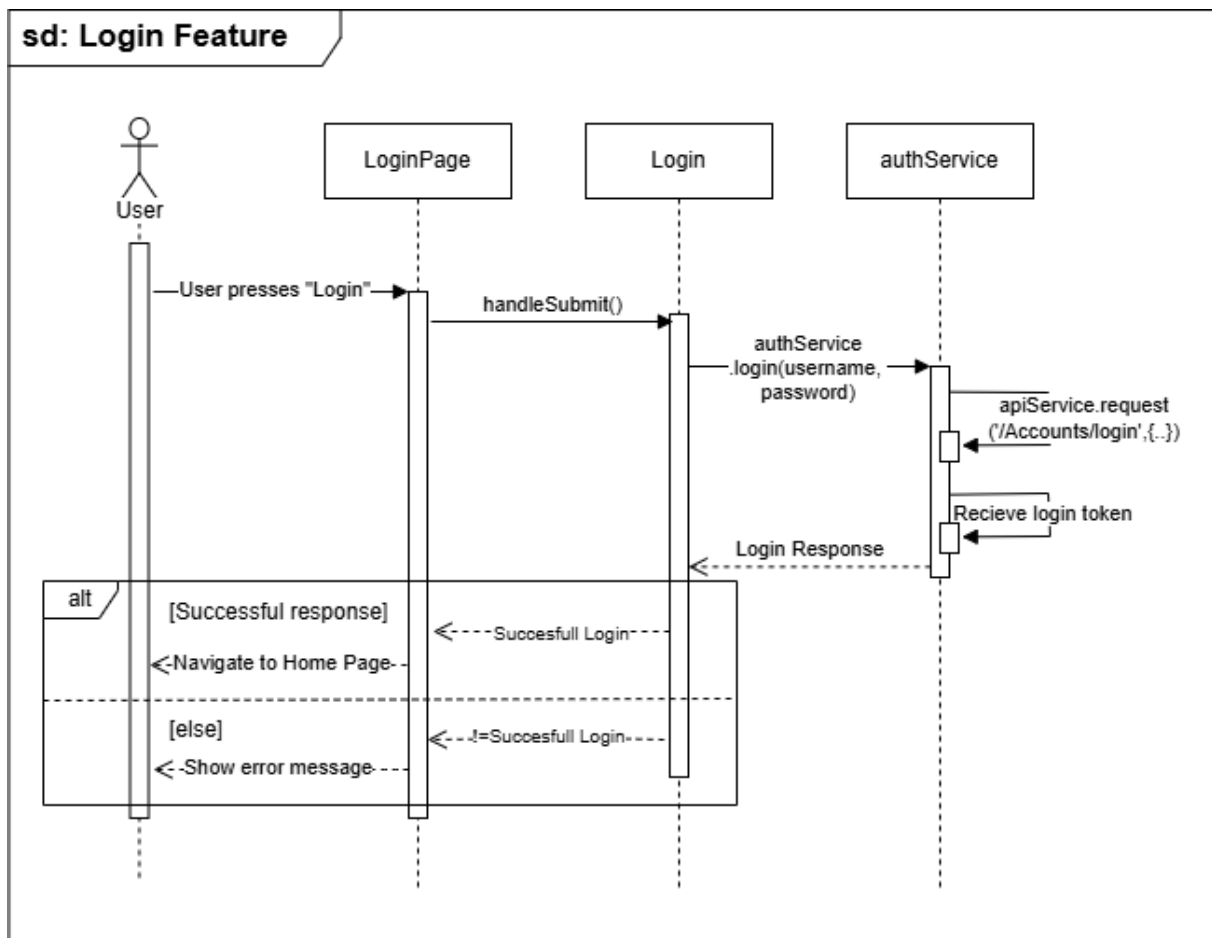 sd: Login Feature
User
LoginPage
Login
authService
User presses "Login"
handleSubmit()
authService
.login(username,
password)
apiService.request
('/Accounts/login',{..})
Recieve login token
Login Response
alt
[Successful response]
Succesfull Login
Navigate to Home Page
[else]
!=Succesfull Login
Show error message